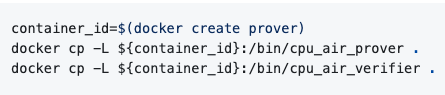 container_id=$(docker create prover)
docker cp -L ${container_id}:/bin/cpu_air_prover .
docker cp -L ${container_id}:/bin/cpu_air_verifier .